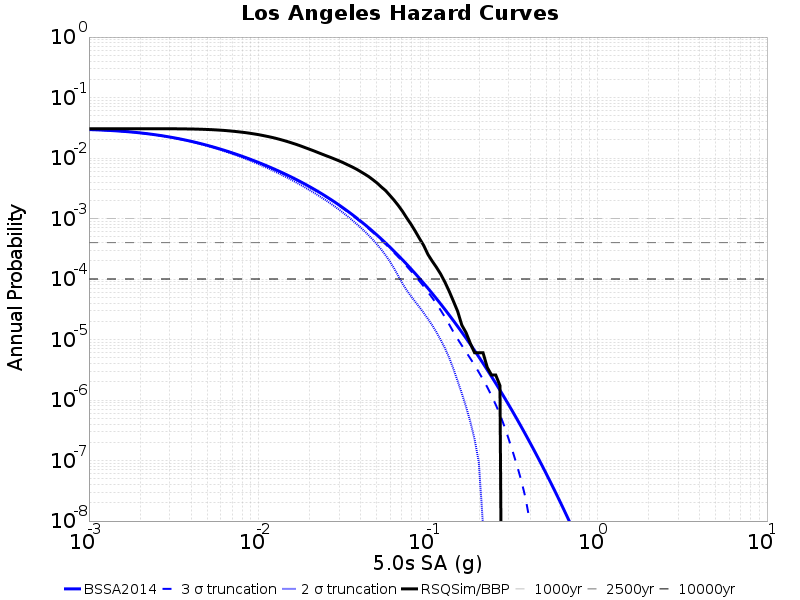 Los Angeles Hazard Curves
Annual Probability
10^0
10^-1
10^-2
10^-3
10^-4
10^-5
10^-6
10^-7
10^-8
10^-3 10^-2 10^-1 10^0 10^1
5.0s SA (g)
BSSA2014 3 σ truncation 2 σ truncation RSQSim/BBP 1000yr 2500yr 10000yr